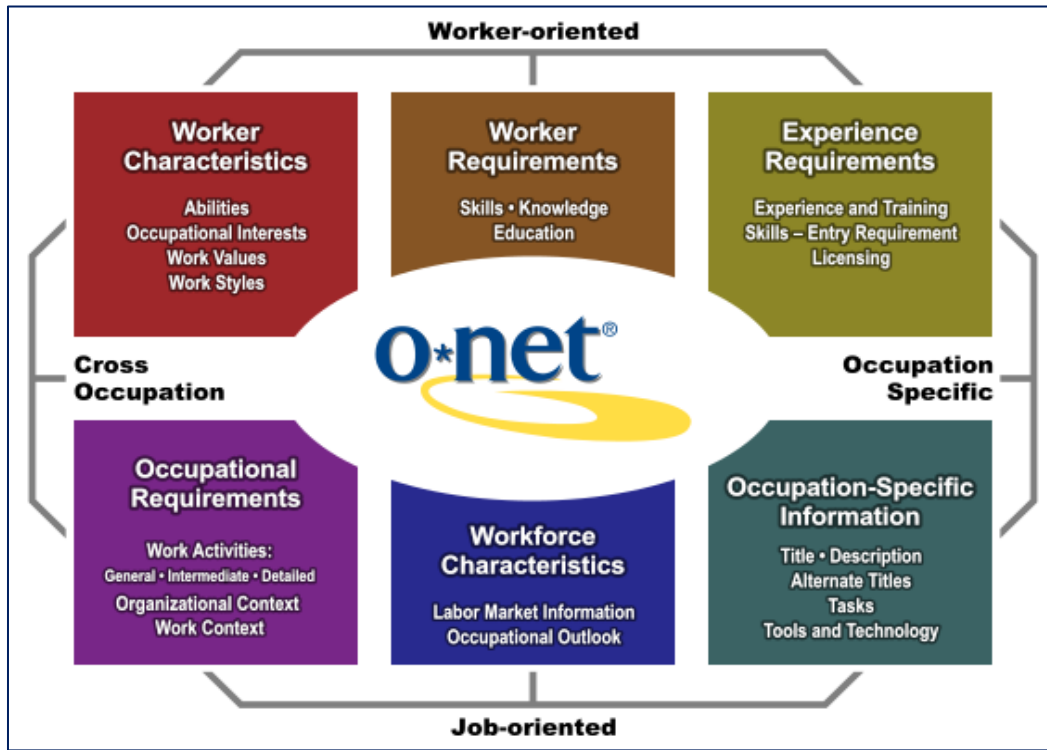 Worker-oriented
Worker
Characteristics
Abilities
Occupational Interests
Work Values
Work Styles
Worker
Requirements
Skills • Knowledge
Education
Experience
Requirements
Experience and Training
Skills – Entry Requirement
Licensing
o*net®
Cross
Occupation
Occupation
Specific
Occupational
Requirements
Work Activities:
General • Intermediate • Detailed
Organizational Context
Work Context
Workforce
Characteristics
Labor Market Information
Occupational Outlook
Occupation-Specific
Information
Title • Description
Alternate Titles
Tasks
Tools and Technology
Job-oriented